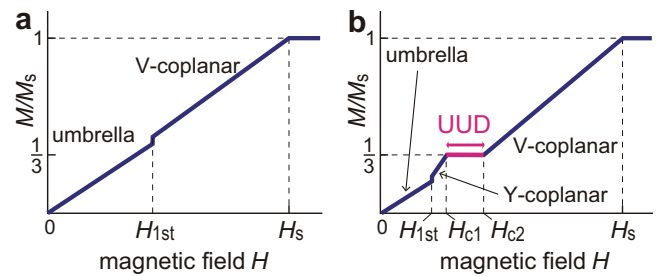 a
M/Ms
1
1
3
0
umbrella
V-coplanar
H1st
Hs
magnetic field H
b
M/Ms
1
1
3
0
umbrella
UUD
V-coplanar
Y-coplanar
H1st
Hc1
Hc2
Hs
magnetic field H